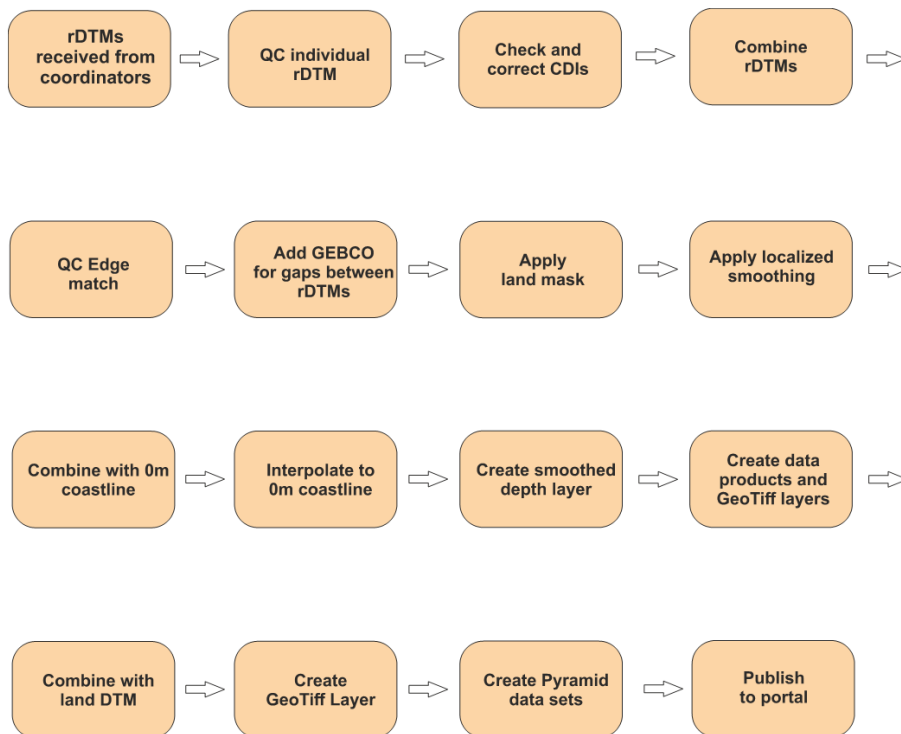 rDTMs
received from
coordinators
QC individual
rDTM
Check and
correct CDIs
Combine
rDTMs
QC Edge
match
Add GEBCO
for gaps between
rDTMs
Apply
land mask
Apply localized
smoothing
Combine with 0m
coastline
Interpolate to
0m coastline
Create smoothed
depth layer
Create data
products and
GeoTiff layers
Combine with
land DTM
Create
GeoTiff Layer
Create Pyramid
data sets
Publish
to portal